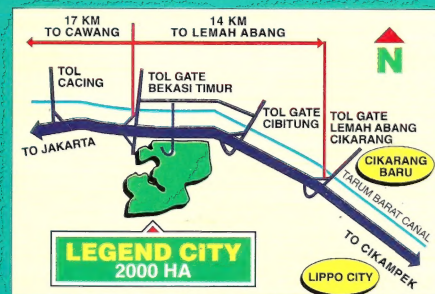 17 KM
TO CAWANG
14 KM
TO LEMAH ABANG
N
TOL
CACING
TOL GATE
BEKASI TIMUR
TOL GATE
CIBITUNG
TOL GATE
LEMAH ABANG
CIKARANG
TO JAKARTA
CIKARANG
BARU
TARUM BARAT CANAL
TO CIKAMPEK
LEGEND CITY
2000 HA
LIPPO CITY